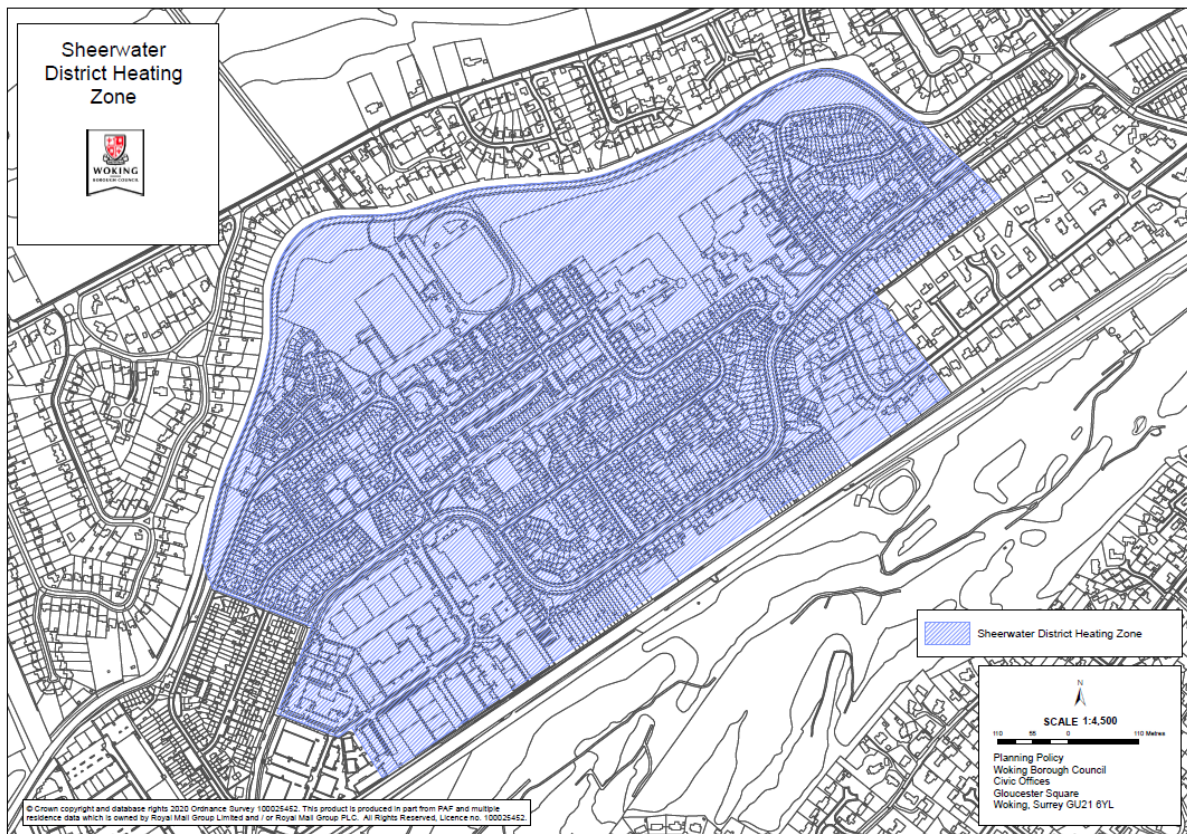 Sheerwater
District Heating
Zone
WOKING
BOROUGH COUNCIL
Sheerwater District Heating Zone
N
SCALE 1:4,500
110 55 0 110 Metres
Planning Policy
Woking Borough Council
Civic Offices
Gloucester Square
Woking, Surrey GU21 6YL
© Crown copyright and database rights 2020 Ordnance Survey 100025452. This product is produced in part from PAF and multiple
residence data which is owned by Royal Mail Group Limited and / or Royal Mail Group PLC. All Rights Reserved, Licence no. 100025452.